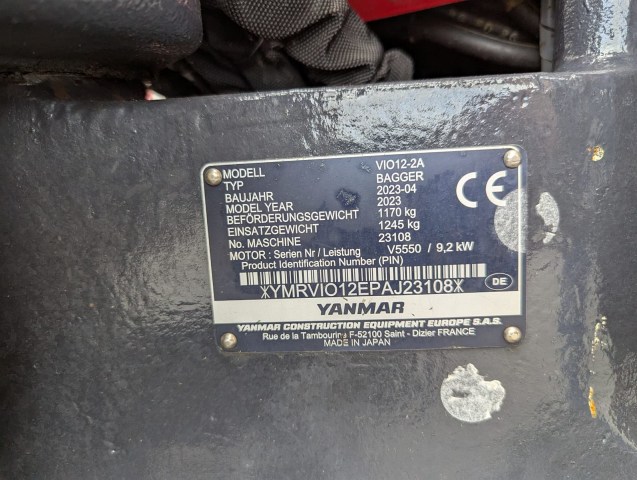 MODELL VIO12-2A
TYP BAGGER
BAUJAHR 2023-04
MODEL YEAR 2023
BEFÖRDERUNGSGEWICHT 1170 kg
EINSATZGEWICHT 1245 kg
No. MASCHINE 23108
MOTOR : Serien Nr / Leistung V5550 / 9,2 kW
Product Identification Number (PIN)
CE
*YMRVIO12EPAJ23108*
DE
YANMAR
YANMAR CONSTRUCTION EQUIPMENT EUROPE S.A.S.
Rue de la Tambourine F-52100 Saint - Dizier FRANCE
MADE IN JAPAN